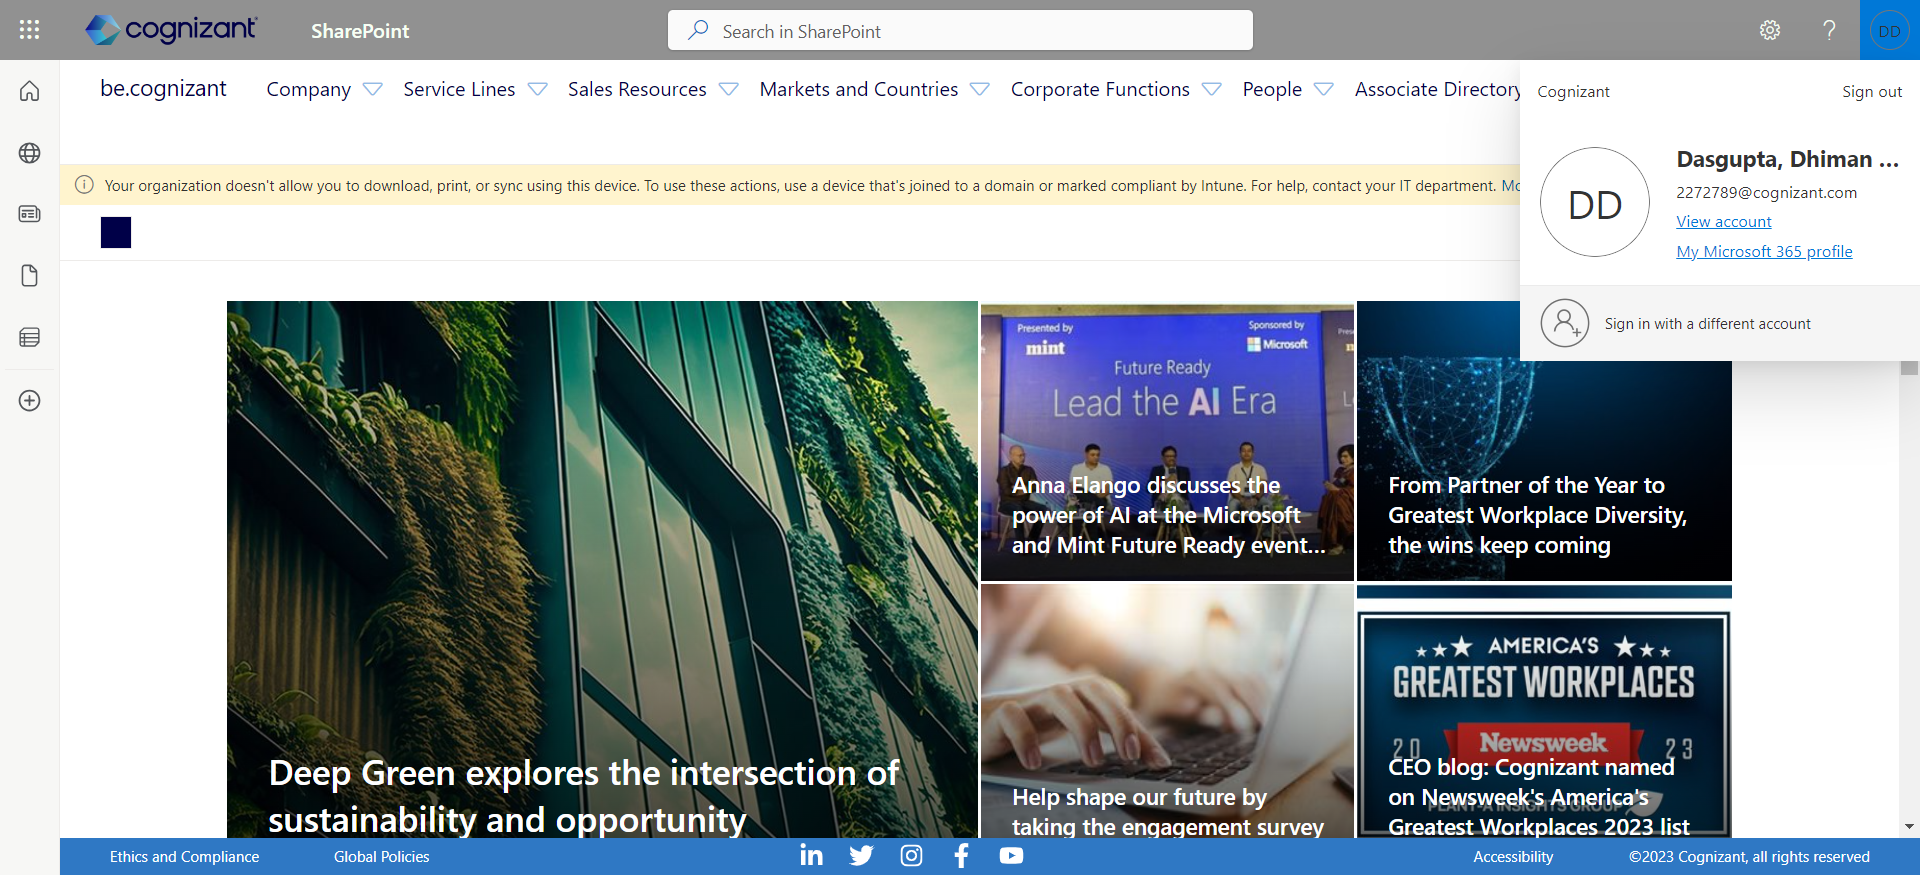 cognizant
SharePoint
Search in SharePoint
DD
be.cognizant
Company
Service Lines
Sales Resources
Markets and Countries
Corporate Functions
People
Associate Directory
Cognizant
Sign out
DD
Dasgupta, Dhiman ...
2272789@cognizant.com
View account
My Microsoft 365 profile
Sign in with a different account
Your organization doesn't allow you to download, print, or sync using this device. To use these actions, use a device that's joined to a domain or marked compliant by Intune. For help, contact your IT department.
Deep Green explores the intersection of
sustainability and opportunity
Presented by
mint
Sponsored by
Microsoft
Future Ready
Lead the AI Era
Anna Elango discusses the
power of AI at the Microsoft
and Mint Future Ready event...
From Partner of the Year to
Greatest Workplace Diversity,
the wins keep coming
Help shape our future by
taking the engagement survey
AMERICA'S
GREATEST WORKPLACES
20 Newsweek 23
PLANT-A INSIGHTS GROUP
CEO blog: Cognizant named
on Newsweek's America's
Greatest Workplaces 2023 list
Ethics and Compliance
Global Policies
Accessibility
©2023 Cognizant, all rights reserved